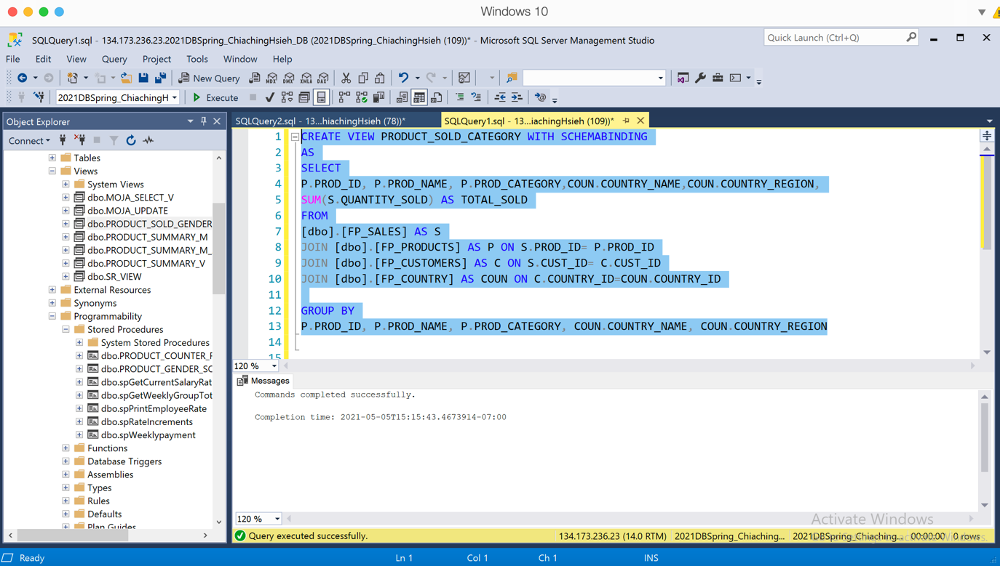 Windows 10
SQLQuery1.sql - 134.173.236.23.2021DBSpring_ChiachingHsieh_DB (2021DBSpring_ChiachingHsieh (109))* - Microsoft SQL Server Management Studio
Quick Launch (Ctrl+Q)
File Edit View Query Project Tools Window Help
New Query MDX DMX XMLA DAX
2021DBSpring_ChiachingH Execute
Object Explorer
Connect
Tables
Views
System Views
dbo.MOJA_SELECT_V
dbo.MOJA_UPDATE
dbo.PRODUCT_SOLD_GENDER
dbo.PRODUCT_SUMMARY_M
dbo.PRODUCT_SUMMARY_M_
dbo.PRODUCT_SUMMARY_V
dbo.SR_VIEW
External Resources
Synonyms
Programmability
Stored Procedures
System Stored Procedures
dbo.PRODUCT_COUNTER_F
dbo.PRODUCT_GENDER_SC
dbo.spGetCurrentSalaryRat
dbo.spGetWeeklyGroupTot
dbo.spPrintEmployeeRate
dbo.spRateIncrements
dbo.spWeeklypayment
Functions
Database Triggers
Assemblies
Types
Rules
Defaults
Plan Guides
SQLQuery2.sql - 13...hiachingHsieh (78))*
SQLQuery1.sql - 13...iachingHsieh (109))*
1 CREATE VIEW PRODUCT_SOLD_CATEGORY WITH SCHEMABINDING
2 AS
3 SELECT
4 P.PROD_ID, P.PROD_NAME, P.PROD_CATEGORY,COUN.COUNTRY_NAME,COUN.COUNTRY_REGION,
5 SUM(S.QUANTITY_SOLD) AS TOTAL_SOLD
6 FROM
7 [dbo].[FP_SALES] AS S
8 JOIN [dbo].[FP_PRODUCTS] AS P ON S.PROD_ID= P.PROD_ID
9 JOIN [dbo].[FP_CUSTOMERS] AS C ON S.CUST_ID= C.CUST_ID
10 JOIN [dbo].[FP_COUNTRY] AS COUN ON C.COUNTRY_ID=COUN.COUNTRY_ID
11
12 GROUP BY
13 P.PROD_ID, P.PROD_NAME, P.PROD_CATEGORY, COUN.COUNTRY_NAME, COUN.COUNTRY_REGION
14
15
120 %
Messages
Commands completed successfully.
Completion time: 2021-05-05T15:15:43.4673914-07:00
120 %
Activate Windows
Query executed successfully. 134.173.236.23 (14.0 RTM) 2021DBSpring_Chiaching... 2021DBSpring_Chiaching... 00:00:00 0 rows
Ready Ln 1 Col 1 Ch 1 INS